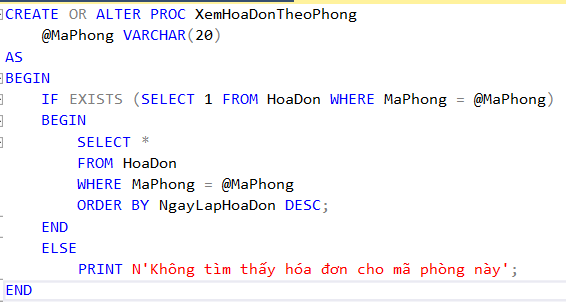 CREATE OR ALTER PROC XemHoaDonTheoPhong
    @MaPhong VARCHAR(20)
AS
BEGIN
    IF EXISTS (SELECT 1 FROM HoaDon WHERE MaPhong = @MaPhong)
    BEGIN
        SELECT *
        FROM HoaDon
        WHERE MaPhong = @MaPhong
        ORDER BY NgayLapHoaDon DESC;
    END
    ELSE
        PRINT N'Không tìm thấy hóa đơn cho mã phòng này';
END